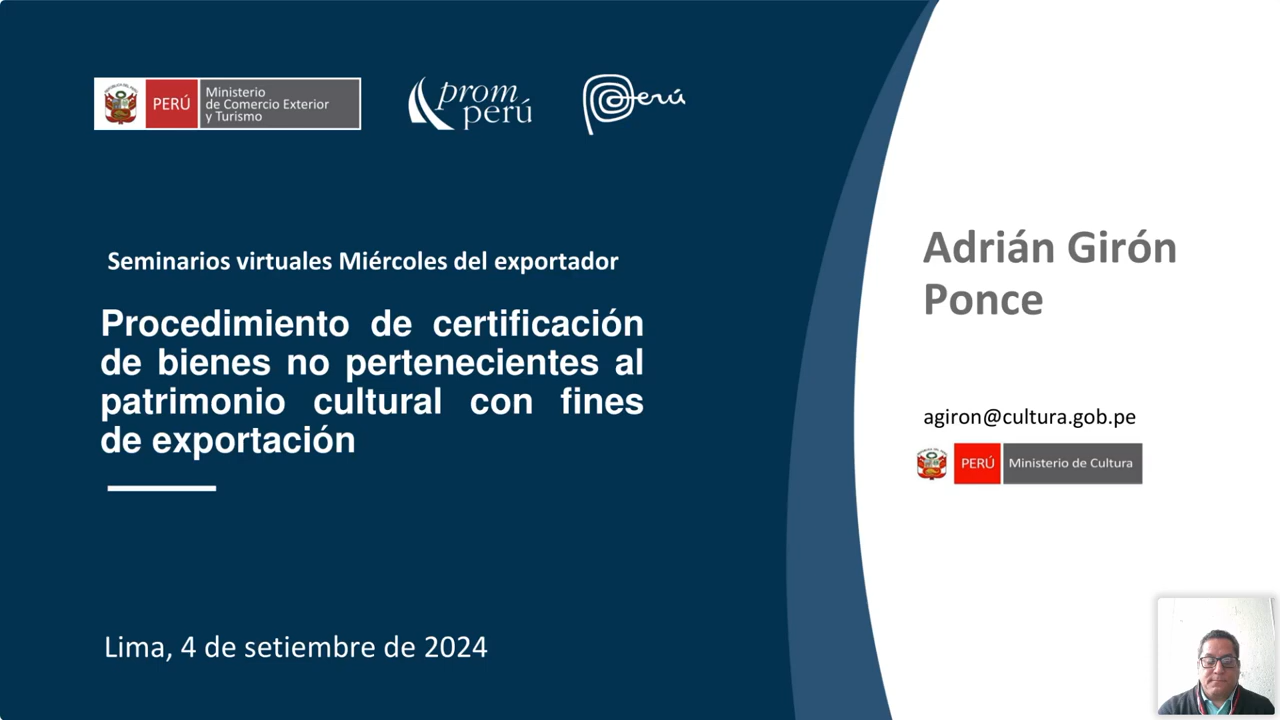 PERÚ
Ministerio
de Comercio Exterior
y Turismo
prom
perú
Perú
Seminarios virtuales Miércoles del exportador
Procedimiento de certificación
de bienes no pertenecientes al
patrimonio cultural con fines
de exportación
Lima, 4 de setiembre de 2024
Adrián Girón
Ponce
agiron@cultura.gob.pe
PERÚ
Ministerio de Cultura